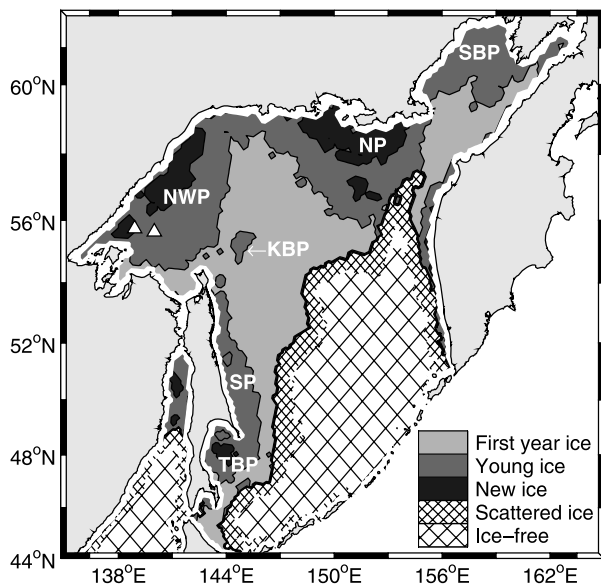 60°N
56°N
52°N
48°N
44°N
138°E
144°E
150°E
156°E
162°E
SBP
NP
NWP
←KBP
SP
TBP
First year ice
Young ice
New ice
Scattered ice
Ice−free